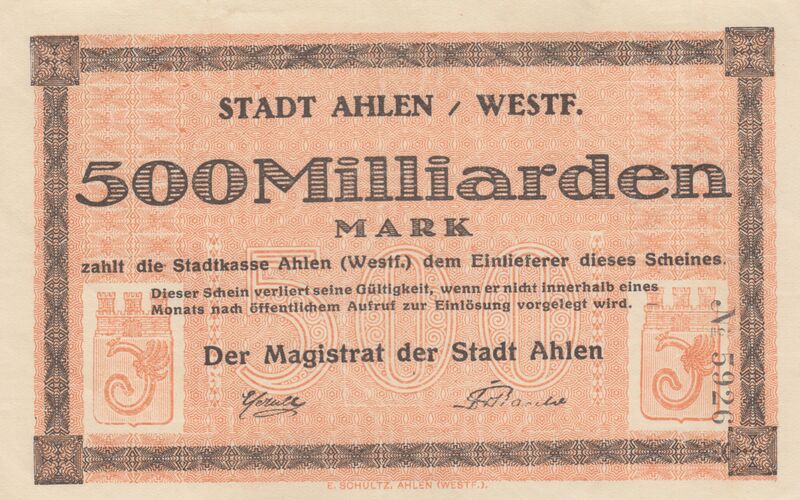 STADT AHLEN / WESTF.
500 Milliarden
MARK
500
zahlt die Stadtkasse Ahlen (Westf.) dem Einlieferer dieses Scheines.
Dieser Schein verliert seine Gültigkeit, wenn er nicht innerhalb eines
Monats nach öffentlichem Aufruf zur Einlösung vorgelegt wird.
Der Magistrat der Stadt Ahlen
№ 5926
E. SCHULTZ, AHLEN (WESTF.).